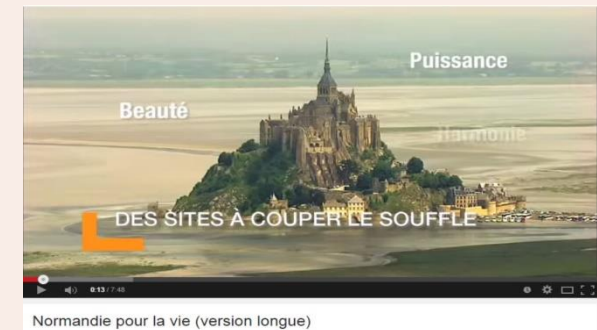 Puissance
Beauté
Harmonie
DES SITES À COUPER LE SOUFFLE
0:13 / 7:48
Normandie pour la vie (version longue)